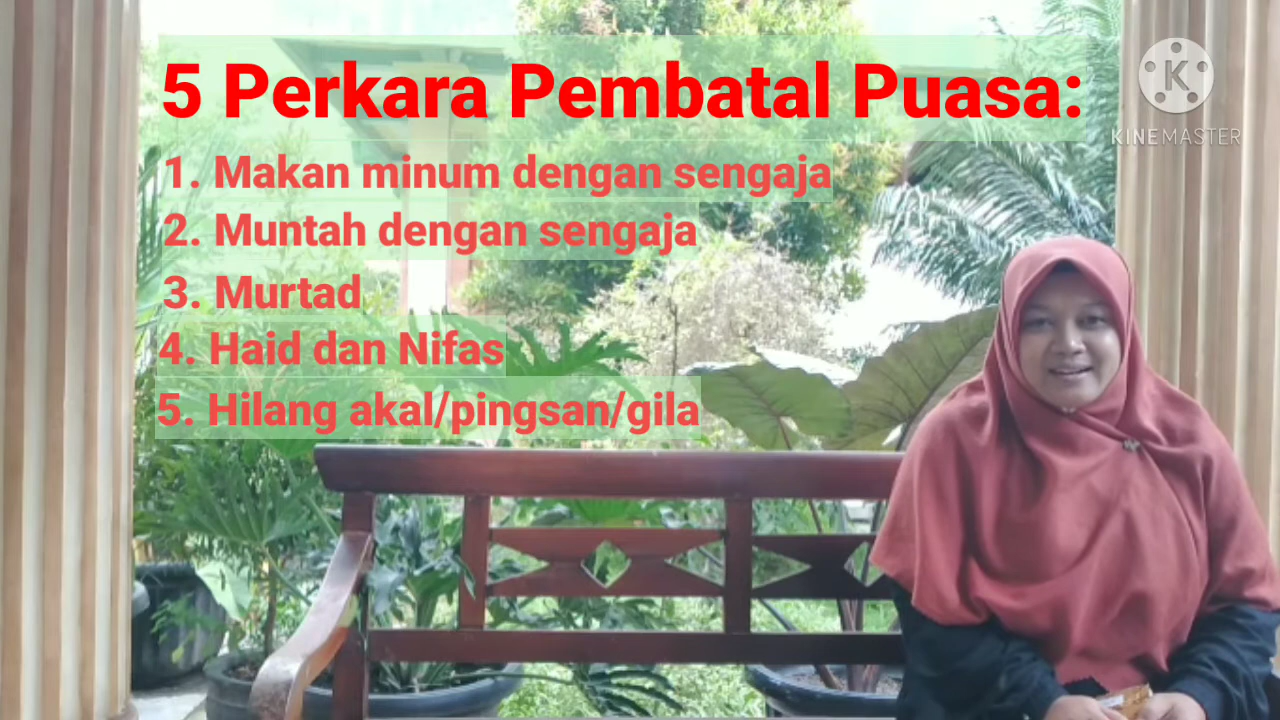 5 Perkara Pembatal Puasa:
1. Makan minum dengan sengaja
2. Muntah dengan sengaja
3. Murtad
4. Haid dan Nifas
5. Hilang akal/pingsan/gila
K
KINEMASTER